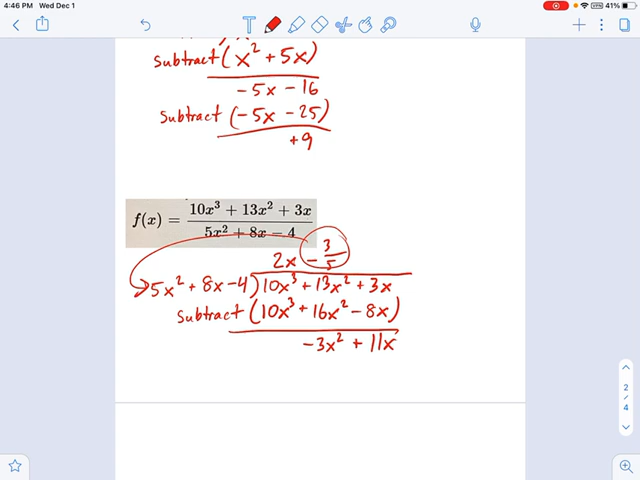 4:46 PM Wed Dec 1
41%
subtract (x² + 5x)
-5x - 16
subtract (-5x - 25)
+9
f(x) = (10x³ + 13x² + 3x)/(5x² + 8x - 4)
2x - 3/5
5x² + 8x - 4 ) 10x³ + 13x² + 3x
subtract (10x³ + 16x² - 8x)
-3x² + 11x
2
/
4